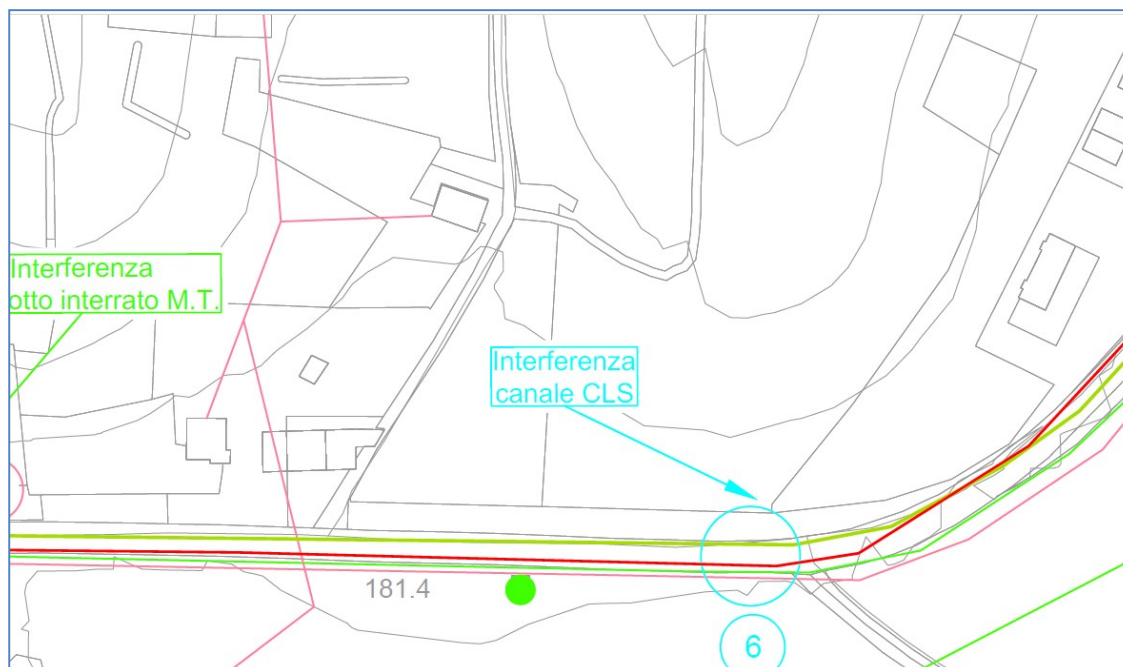 Interferenza
otto interrato M.T.
Interferenza
canale CLS
181.4
6